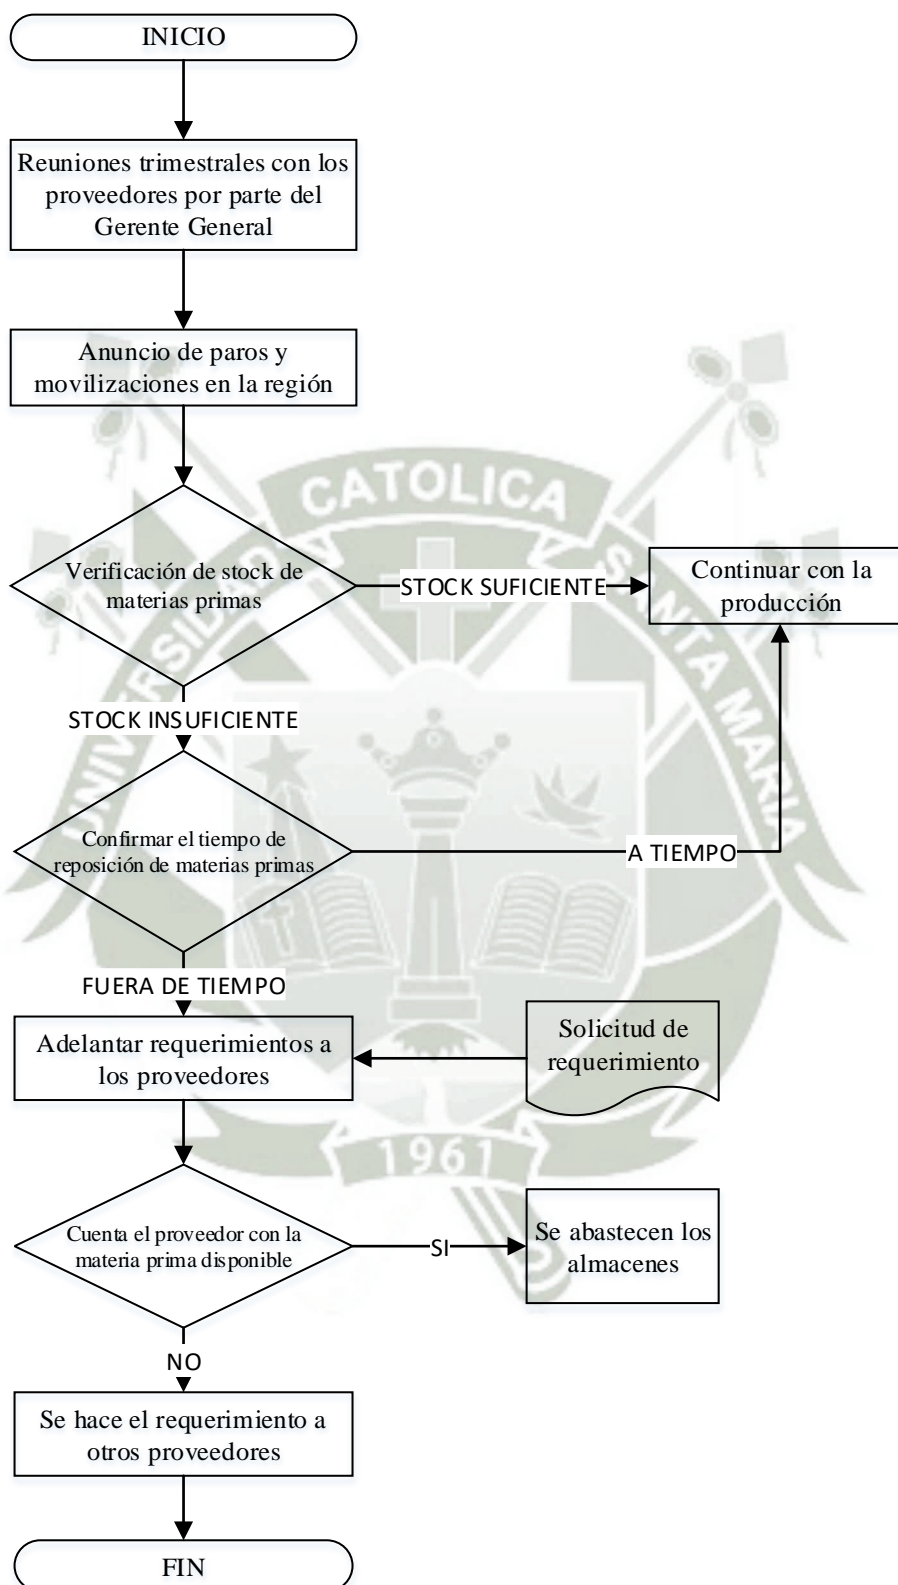 INICIO
Reuniones trimestrales con los
proveedores por parte del
Gerente General
Anuncio de paros y
movilizaciones en la región
UNIVERSIDAD CATOLICA SANTA MARIA
Verificación de stock de
materias primas
STOCK SUFICIENTE
Continuar con la
producción
STOCK INSUFICIENTE
Confirmar el tiempo de
reposición de materias primas
A TIEMPO
FUERA DE TIEMPO
Adelantar requerimientos a
los proveedores
Solicitud de
requerimiento
1961
Cuenta el proveedor con la
materia prima disponible
SI
Se abastecen los
almacenes
NO
Se hace el requerimiento a
otros proveedores
FIN